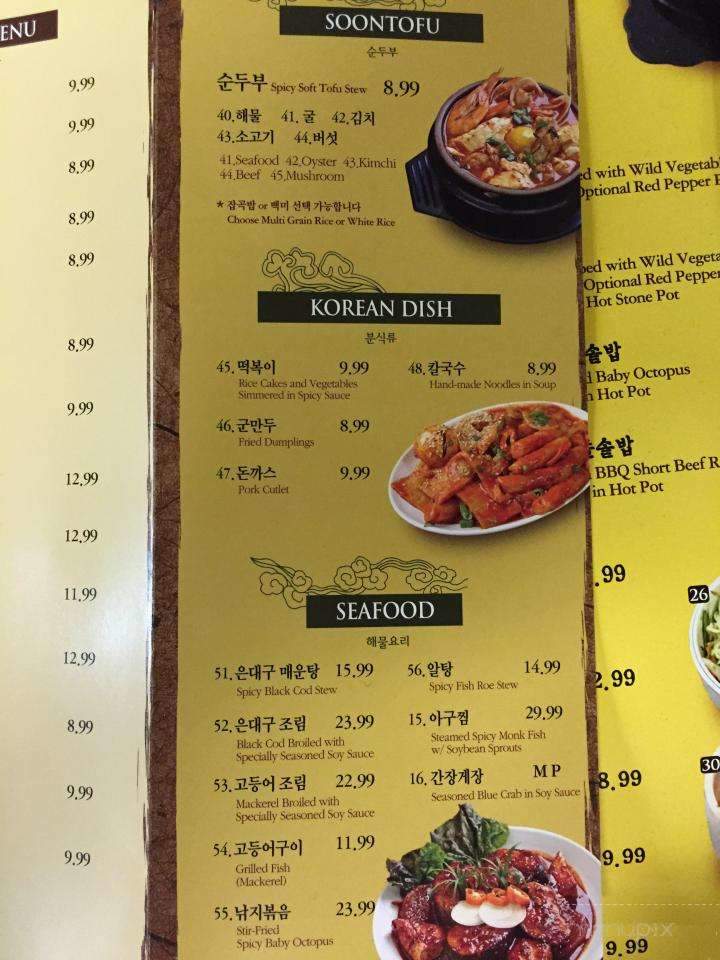 ENU
9.99
9.99
8.99
8.99
8.99
8.99
9.99
12.99
12.99
11.99
12.99
8.99
9.99
9.99
SOONTOFU
순두부
순두부 Spicy Soft Tofu Stew 8.99
40.해물 41.굴 42.김치
43.소고기 44.버섯
41,Seafood 42,Oyster 43.Kimchi
44,Beef 45,Mushroom
* 잡곡밥 or 백미 선택 가능합니다
Choose Multi Grain Rice or White Rice
KOREAN DISH
분식류
45.떡복이 9.99
Rice Cakes and Vegetables
Simmered in Spicy Sauce
46.군만두 8.99
Fried Dumplings
47.돈까스 9.99
Pork Cutlet
48.칼국수 8.99
Hand-made Noodles in Soup
SEAFOOD
해물요리
51.은대구 매운탕 15.99
Spicy Black Cod Stew
52.은대구 조림 23.99
Black Cod Broiled with
Specially Seasoned Soy Sauce
53.고등어 조림 22.99
Mackerel Broiled with
Specially Seasoned Soy Sauce
54.고등어구이 11.99
Grilled Fish
(Mackerel)
55.낚지볶음 23.99
Stir-Fried
Spicy Baby Octopus
56.알탕 14.99
Spicy Fish Roe Stew
15.아구찜 29.99
Steamed Spicy Monk Fish
w/ Soybean Sprouts
16.간장게장 M P
Seasoned Blue Crab in Soy Sauce
ed with Wild Vegetab
Optional Red Pepper
ed with Wild Vegeta
Optional Red Pepper
Hot Stone Pot
솥밥
Baby Octopus
Hot Pot
솥밥
BBQ Short Beef R
in Hot Pot
.99
26
2.99
30
8.99
9.99
menupix
9.99